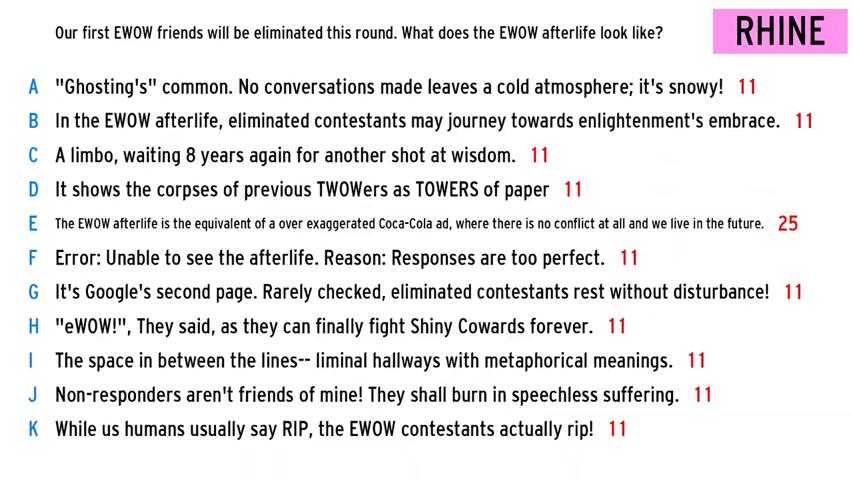 Our first EWOW friends will be eliminated this round. What does the EWOW afterlife look like?
RHINE
A "Ghosting's" common. No conversations made leaves a cold atmosphere; it's snowy! 11
B In the EWOW afterlife, eliminated contestants may journey towards enlightenment's embrace. 11
C A limbo, waiting 8 years again for another shot at wisdom. 11
D It shows the corpses of previous TWOWers as TOWERS of paper 11
E The EWOW afterlife is the equivalent of a over exaggerated Coca-Cola ad, where there is no conflict at all and we live in the future. 25
F Error: Unable to see the afterlife. Reason: Responses are too perfect. 11
G It's Google's second page. Rarely checked, eliminated contestants rest without disturbance! 11
H "eWOW!", They said, as they can finally fight Shiny Cowards forever. 11
I The space in between the lines-- liminal hallways with metaphorical meanings. 11
J Non-responders aren't friends of mine! They shall burn in speechless suffering. 11
K While us humans usually say RIP, the EWOW contestants actually rip! 11